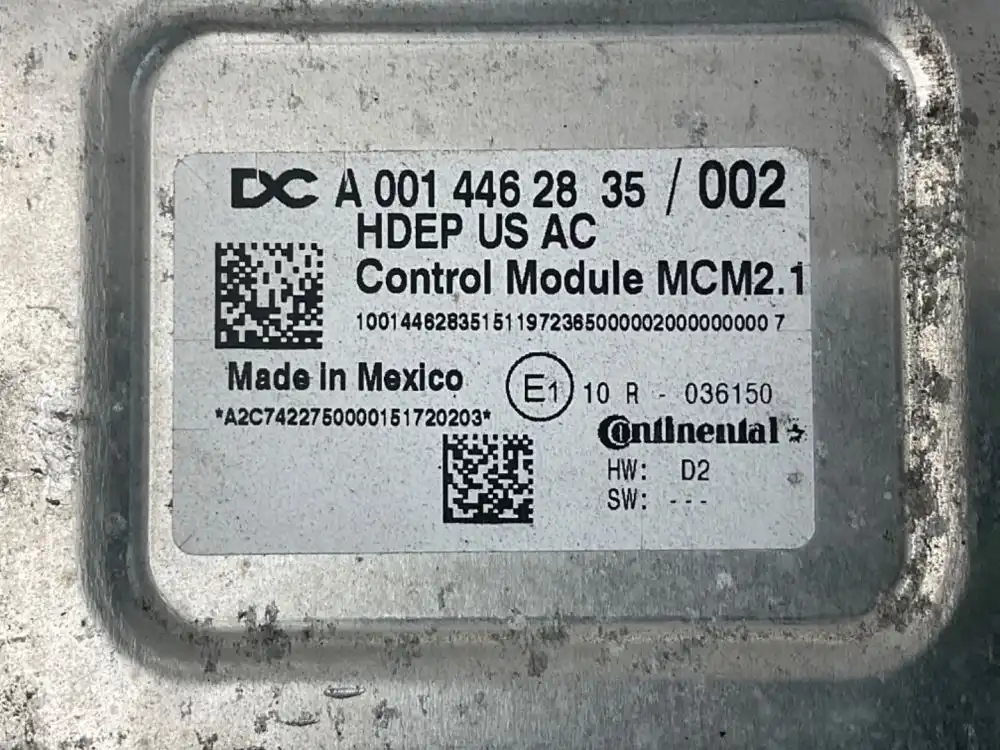 DC A 001 446 28 35 / 002
HDEP US AC
Control Module MCM2.1
10014462835151197236500000200000000 7
Made in Mexico
E1 10 R - 036150
*A2C7422750000151720203*
Continental
HW: D2
SW: ---